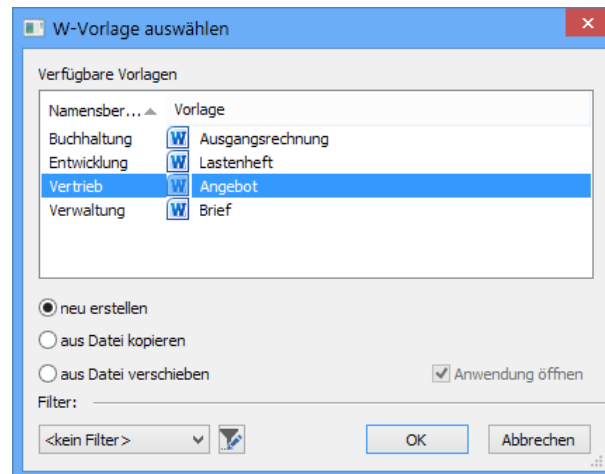 W-Vorlage auswählen
Verfügbare Vorlagen
Namensber... Vorlage
Buchhaltung W Ausgangsrechnung
Entwicklung W Lastenheft
Vertrieb W Angebot
Verwaltung W Brief
neu erstellen
aus Datei kopieren
aus Datei verschieben Anwendung öffnen
Filter:
<kein Filter> OK Abbrechen